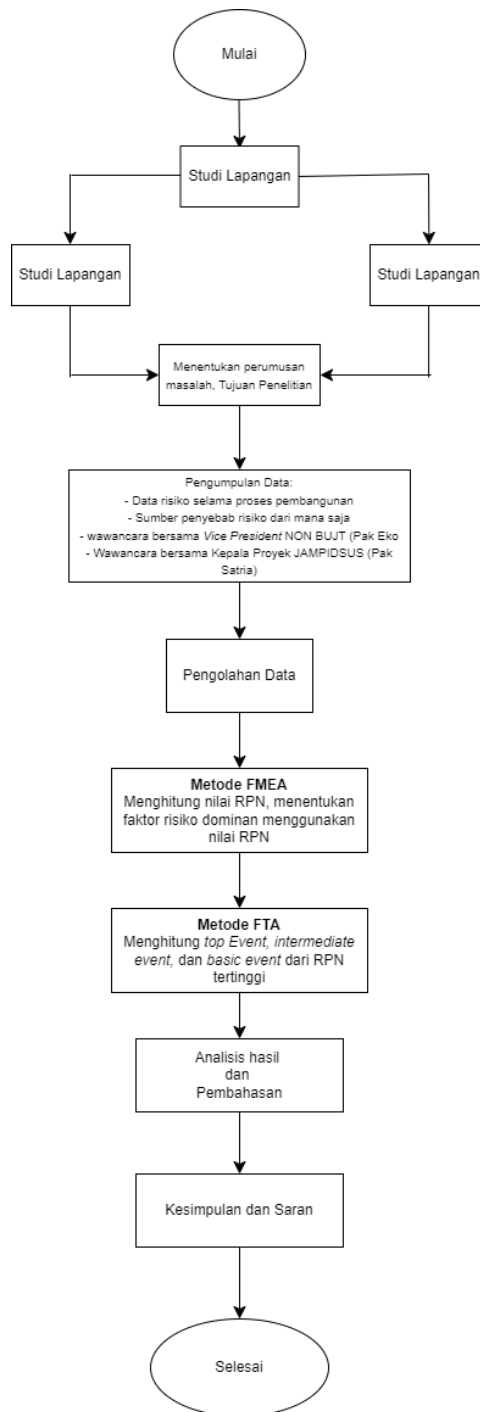 Mulai
Studi Lapangan
Studi Lapangan
Studi Lapangan
Menentukan perumusan
masalah, Tujuan Penelitian
Pengumpulan Data:
- Data risiko selama proses pembangunan
- Sumber penyebab risiko dari mana saja
- wawancara bersama Vice President NON BUJT (Pak Eko
- Wawancara bersama Kepala Proyek JAMPIDSUS (Pak
Satria)
Pengolahan Data
Metode FMEA
Menghitung nilai RPN, menentukan
faktor risiko dominan menggunakan
nilai RPN
Metode FTA
Menghitung top Event, intermediate
event, dan basic event dari RPN
tertinggi
Analisis hasil
dan
Pembahasan
Kesimpulan dan Saran
Selesai